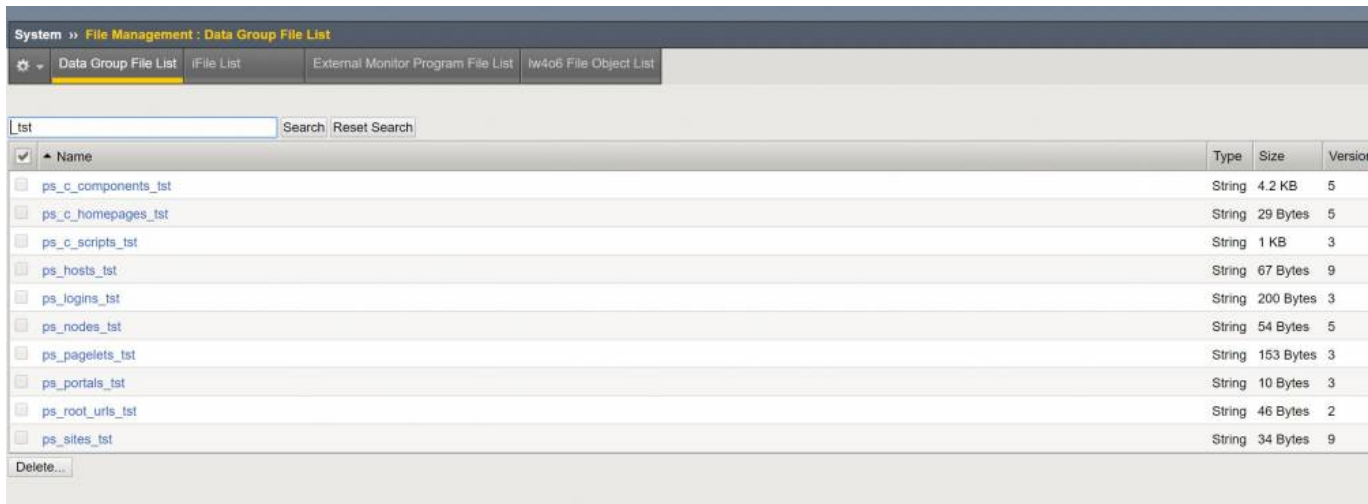 System ›› File Management : Data Group File List
Data Group File List iFile List External Monitor Program File List lw4o6 File Object List
_tst Search Reset Search
Name Type Size Version
ps_c_components_tst String 4.2 KB 5
ps_c_homepages_tst String 29 Bytes 5
ps_c_scripts_tst String 1 KB 3
ps_hosts_tst String 67 Bytes 9
ps_logins_tst String 200 Bytes 3
ps_nodes_tst String 54 Bytes 5
ps_pagelets_tst String 153 Bytes 3
ps_portals_tst String 10 Bytes 3
ps_root_urls_tst String 46 Bytes 2
ps_sites_tst String 34 Bytes 9
Delete...